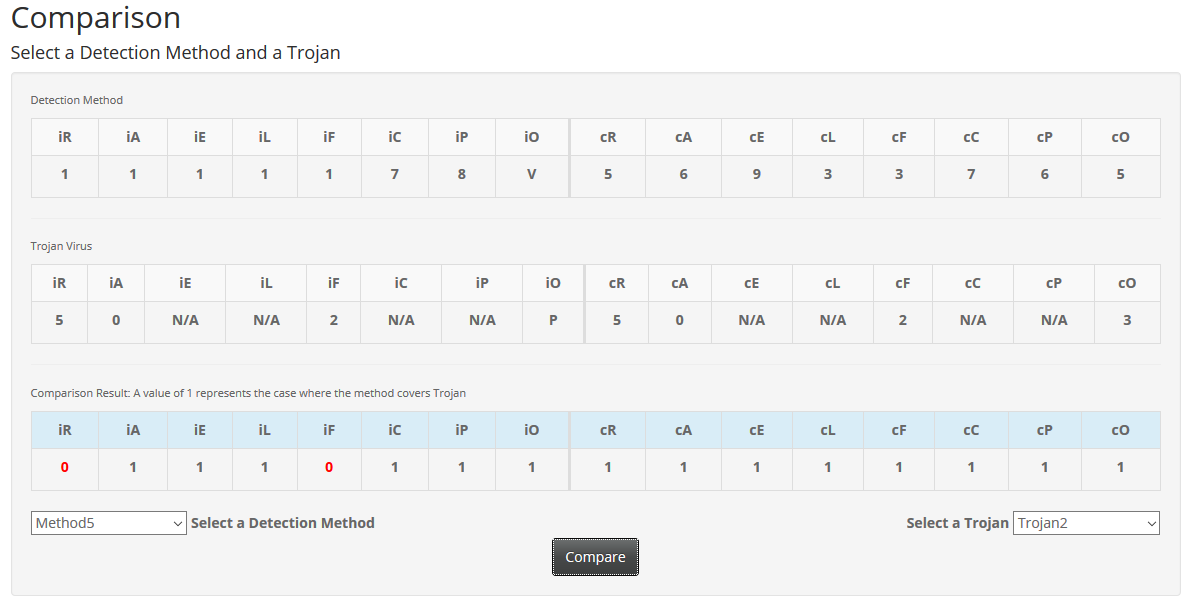 Comparison
Select a Detection Method and a Trojan
Detection Method
iR iA iE iL iF iC iP iO cR cA cE cL cF cC cP cO
1 1 1 1 1 7 8 V 5 6 9 3 3 7 6 5
Trojan Virus
iR iA iE iL iF iC iP iO cR cA cE cL cF cC cP cO
5 0 N/A N/A 2 N/A N/A P 5 0 N/A N/A 2 N/A N/A 3
Comparison Result: A value of 1 represents the case where the method covers Trojan
iR iA iE iL iF iC iP iO cR cA cE cL cF cC cP cO
0 1 1 1 0 1 1 1 1 1 1 1 1 1 1 1
Method5 Select a Detection Method Select a Trojan Trojan2
Compare